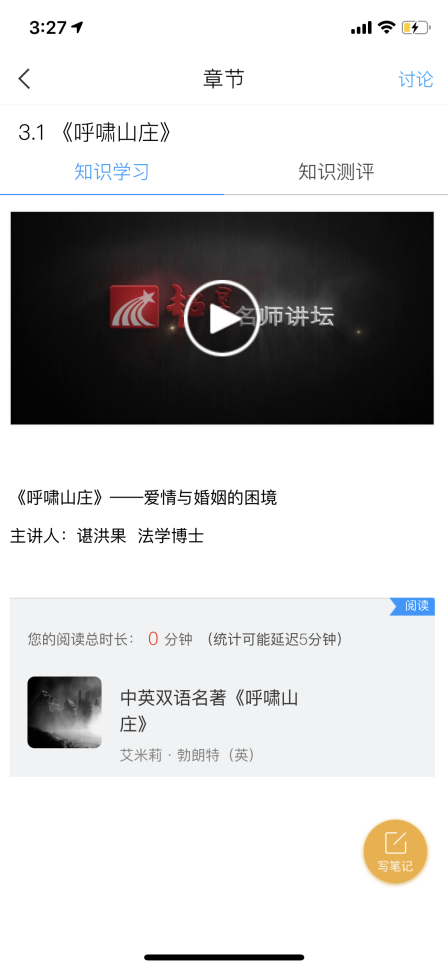 3:27
章节
讨论
3.1 《呼啸山庄》
知识学习
知识测评
名师讲坛
《呼啸山庄》——爱情与婚姻的困境
主讲人：谌洪果 法学博士
阅读
您的阅读总时长： 0 分钟 （统计可能延迟5分钟）
中英双语名著《呼啸山
庄》
艾米莉·勃朗特（英）
写笔记